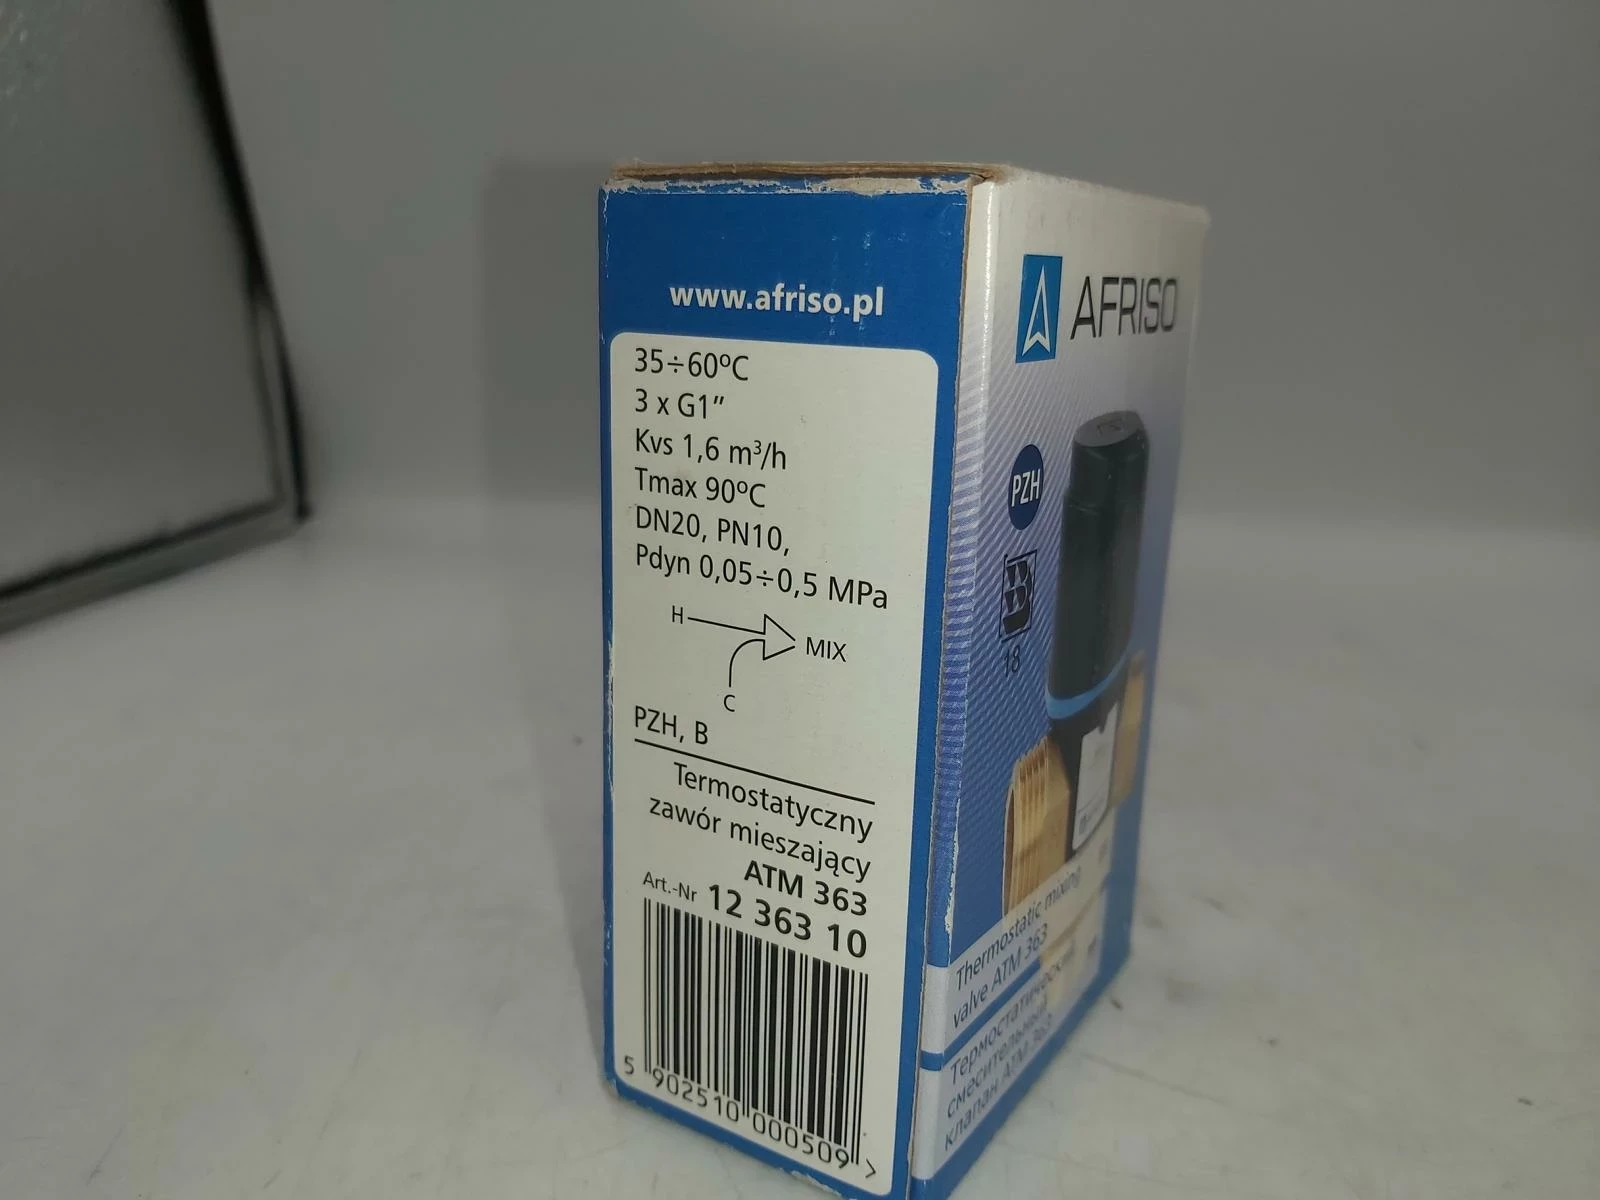 www.afriso.pl
35÷60ºC
3 x G1”
Kvs 1,6 m³/h
Tmax 90ºC
DN20, PN10,
Pdyn 0,05÷0,5 MPa
H
MIX
C
PZH, B
Termostatyczny
zawór mieszający
ATM 363
Art.-Nr 12 363 10
5 902510 000509 >
AFRISO
PZH
B
18
Thermostatic mixing
valve ATM 363
Термостатический
смесительный
клапан ATM 363